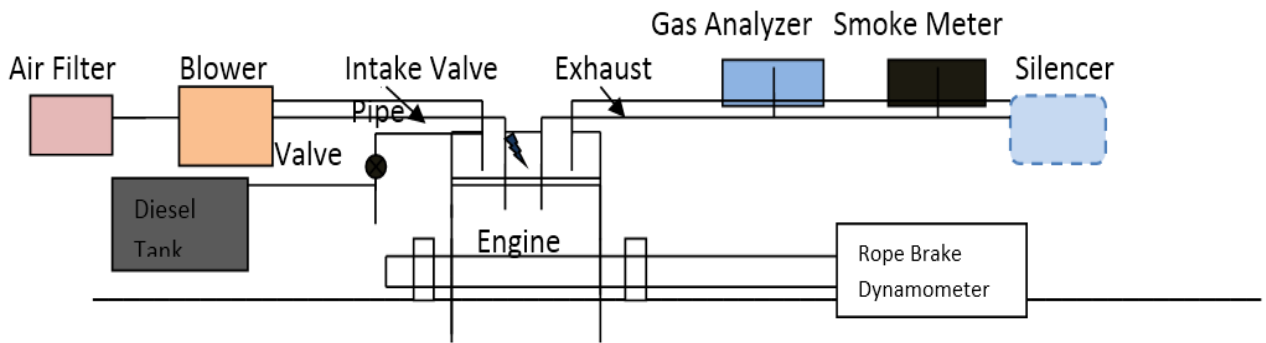 Gas Analyzer Smoke Meter
Air Filter Blower Intake Valve Exhaust Silencer
Pipe
Valve
Diesel
Tank
Engine
Rope Brake
Dynamometer